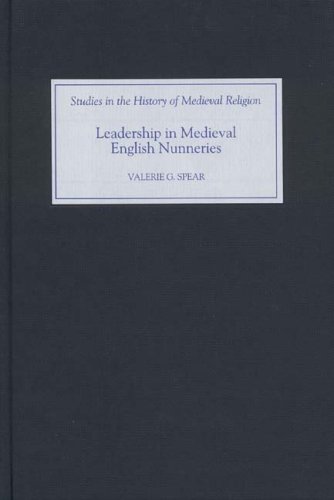 Studies in the History of Medieval Religion
Leadership in Medieval
English Nunneries
VALERIE G. SPEAR